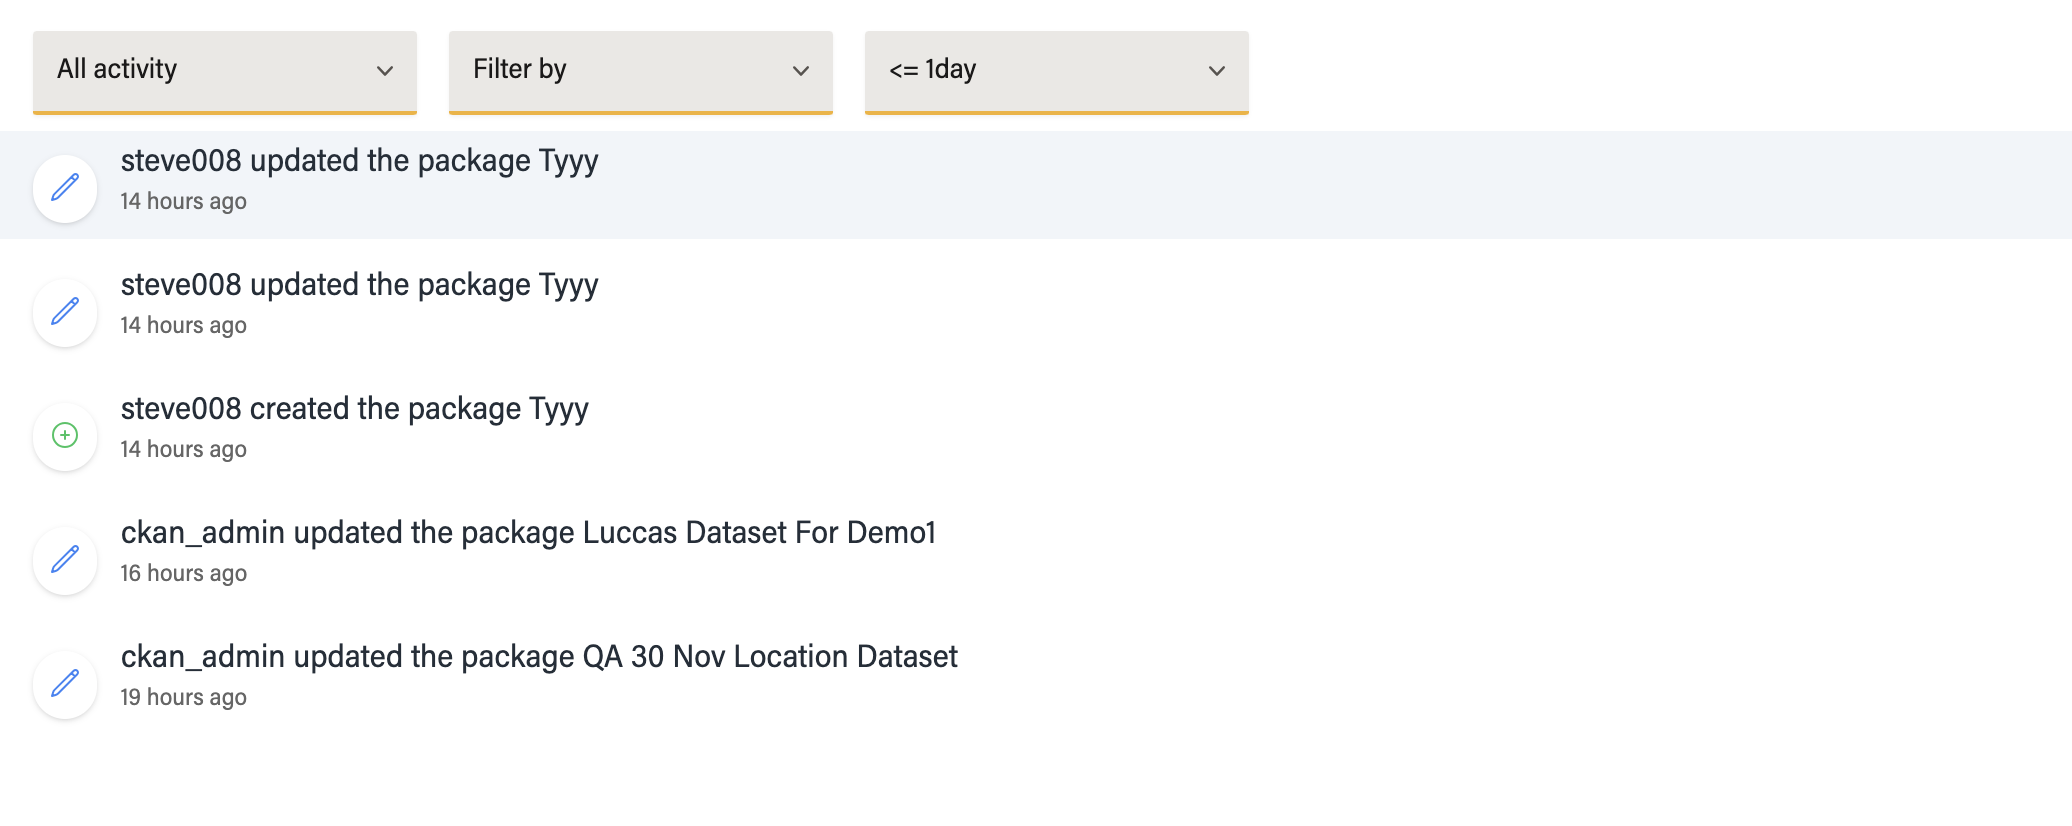 All activity
Filter by
<= 1day
steve008 updated the package Tyyy
14 hours ago
steve008 updated the package Tyyy
14 hours ago
steve008 created the package Tyyy
14 hours ago
ckan_admin updated the package Luccas Dataset For Demo1
16 hours ago
ckan_admin updated the package QA 30 Nov Location Dataset
19 hours ago